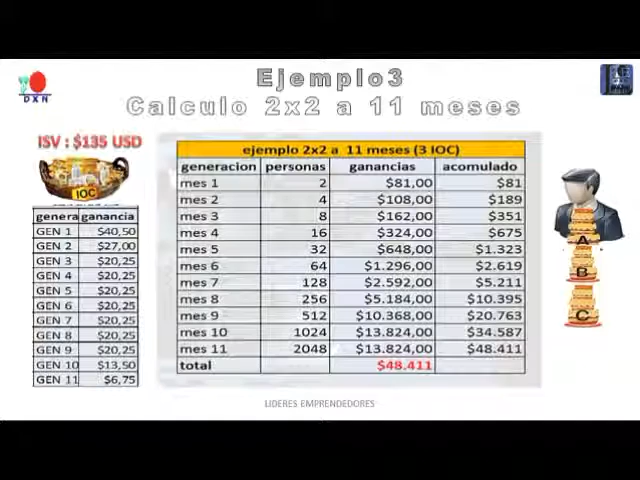 Ejemplo3
Calculo 2x2 a 11 meses
DXN
ISV : $135 USD
IOC
genera ganancia
GEN 1 $40,50
GEN 2 $27,00
GEN 3 $20,25
GEN 4 $20,25
GEN 5 $20,25
GEN 6 $20,25
GEN 7 $20,25
GEN 8 $20,25
GEN 9 $20,25
GEN 10 $13,50
GEN 11 $6,75
ejemplo 2x2 a 11 meses (3 IOC)
generacion personas ganancias acumulado
mes 1 2 $81,00 $81
mes 2 4 $108,00 $189
mes 3 8 $162,00 $351
mes 4 16 $324,00 $675
mes 5 32 $648,00 $1.323
mes 6 64 $1.296,00 $2.619
mes 7 128 $2.592,00 $5.211
mes 8 256 $5.184,00 $10.395
mes 9 512 $10.368,00 $20.763
mes 10 1024 $13.824,00 $34.587
mes 11 2048 $13.824,00 $48.411
total $48.411
A
B
C
LIDERES EMPRENDEDORES